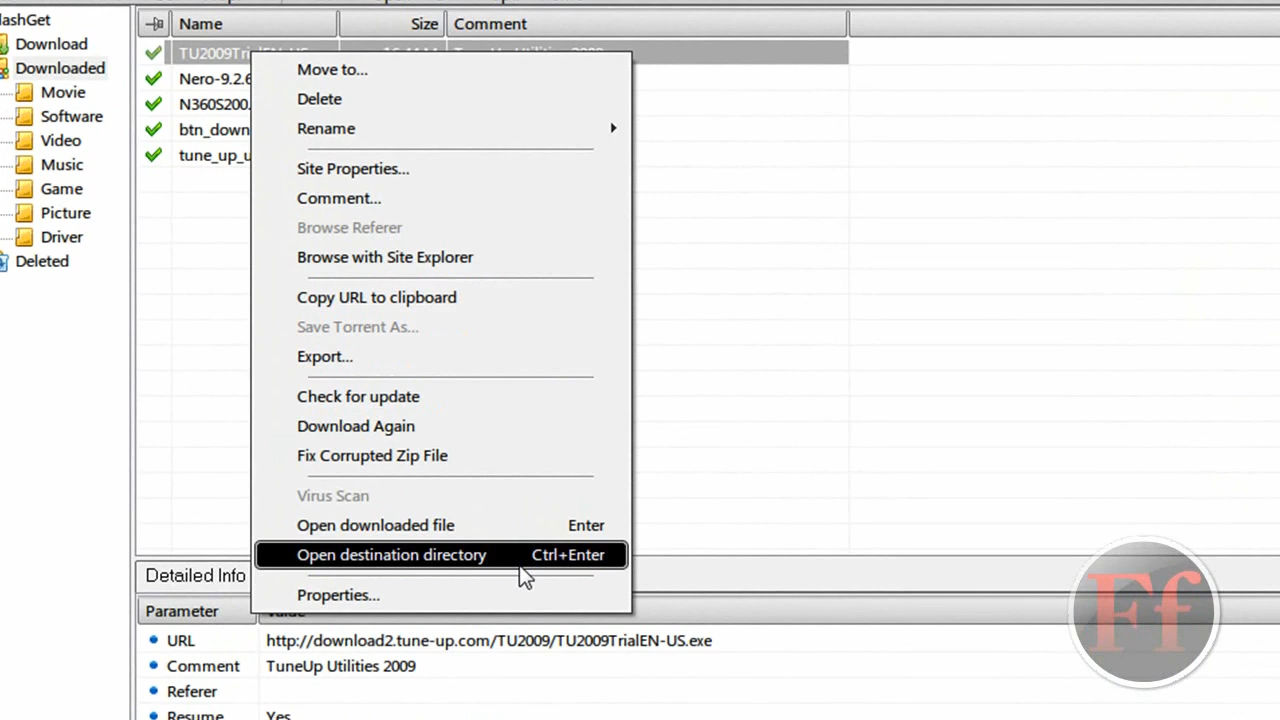 lashGet
Download
Downloaded
Movie
Software
Video
Music
Game
Picture
Driver
Deleted
Name Size Comment
Nero-9.2.6
N360S200.
btn_down
tune_up_u
Move to...
Delete
Rename
Site Properties...
Comment...
Browse Referer
Browse with Site Explorer
Copy URL to clipboard
Save Torrent As...
Export...
Check for update
Download Again
Fix Corrupted Zip File
Virus Scan
Open downloaded file Enter
Open destination directory Ctrl+Enter
Properties...
Detailed Info
Parameter
URL http://download2.tune-up.com/TU2009/TU2009TrialEN-US.exe
Comment TuneUp Utilities 2009
Referer
Resume Yes
Ff